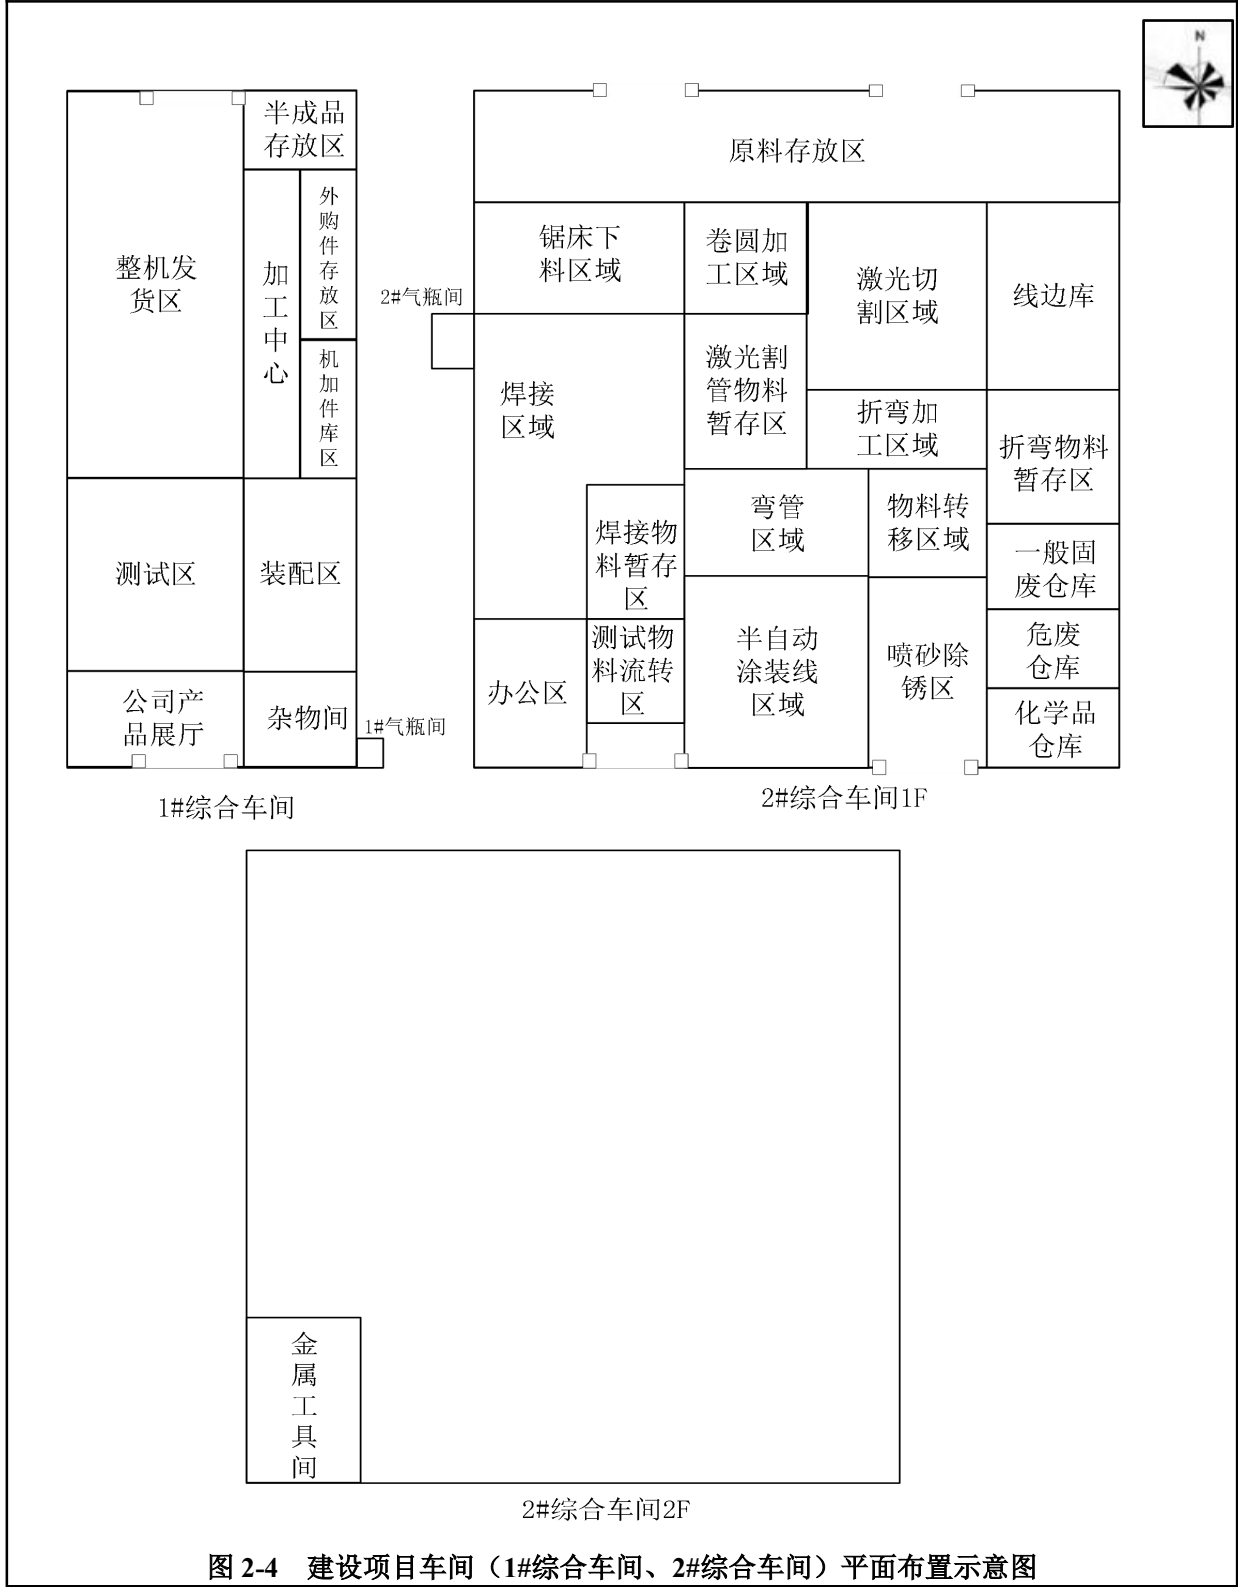 N
半成品
存放区
整机发
货区
加
工
中
心
外
购
件
存
放
区
机
加
件
库
区
测试区
装配区
公司产
品展厅
杂物间
1#气瓶间
1#综合车间
原料存放区
锯床下
料区域
卷圆加
工区域
激光切
割区域
线边库
2#气瓶间
焊接
区域
激光割
管物料
暂存区
折弯加
工区域
折弯物料
暂存区
弯管
区域
物料转
移区域
焊接物
料暂存
区
一般固
废仓库
测试物
料流转
区
办公区
半自动
涂装线
区域
喷砂除
锈区
危废
仓库
化学品
仓库
2#综合车间1F
金
属
工
具
间
2#综合车间2F
图 2-4 建设项目车间（1#综合车间、2#综合车间）平面布置示意图